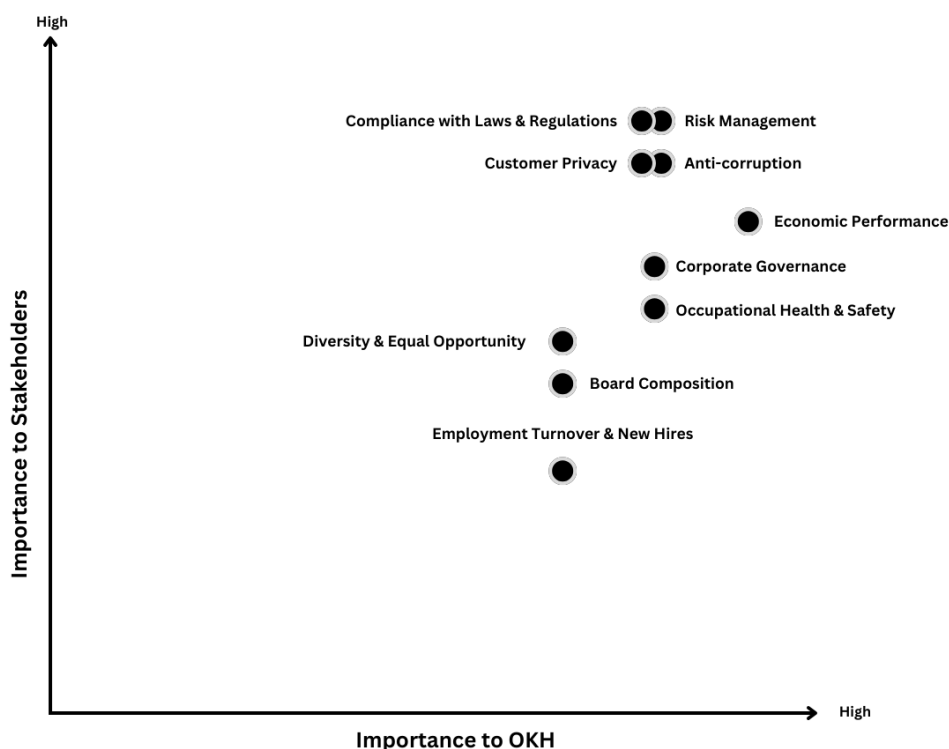 High
Compliance with Laws & Regulations
Risk Management
Customer Privacy
Anti-corruption
Economic Performance
Corporate Governance
Occupational Health & Safety
Diversity & Equal Opportunity
Board Composition
Employment Turnover & New Hires
Importance to Stakeholders
High
Importance to OKH